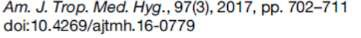 Am. J. Trop. Med. Hyg., 97(3), 2017, pp. 702–711
doi:10.4269/ajtmh.16-0779